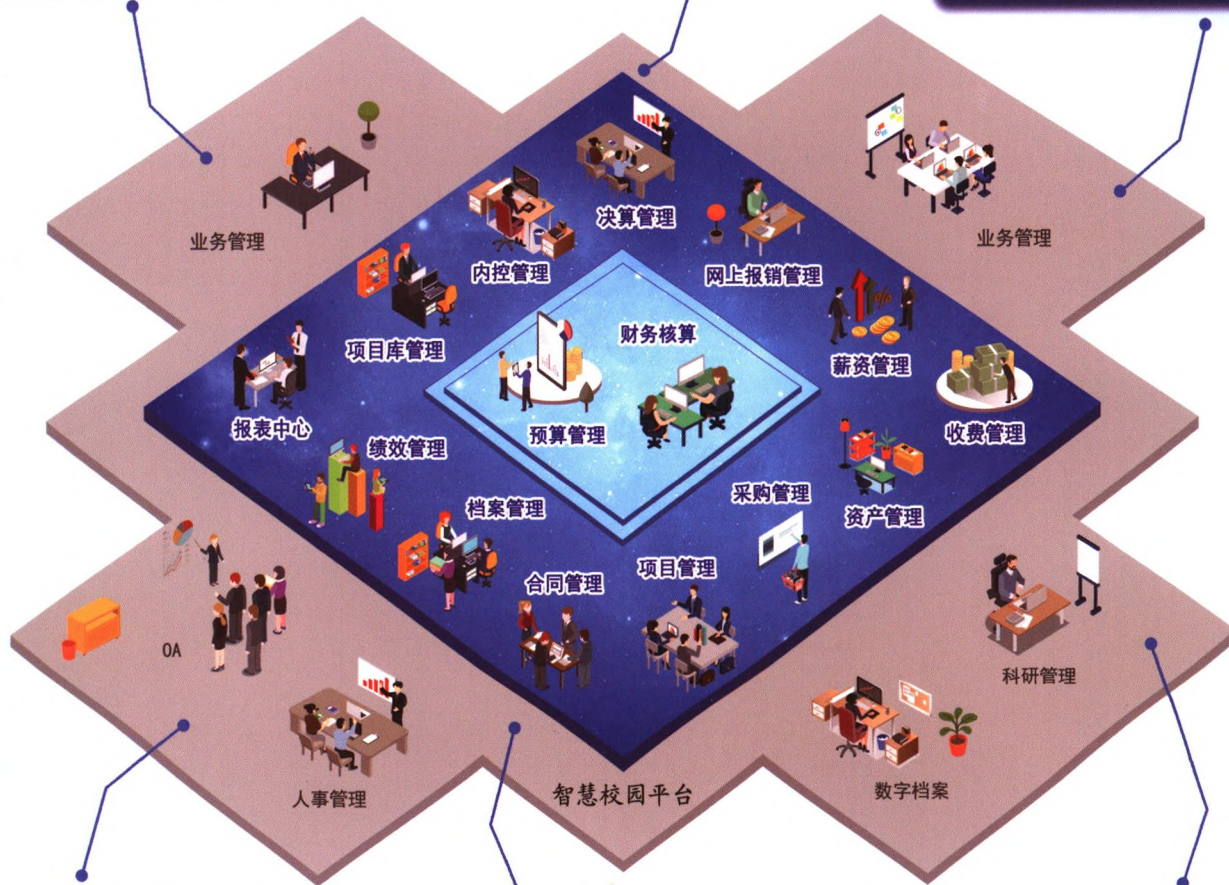 决算管理
业务管理
业务管理
内控管理
网上报销管理
财务核算
项目库管理
薪资管理
报表中心
预算管理
收费管理
绩效管理
采购管理
档案管理
资产管理
合同管理
项目管理
OA
科研管理
人事管理
智慧校园平台
数字档案